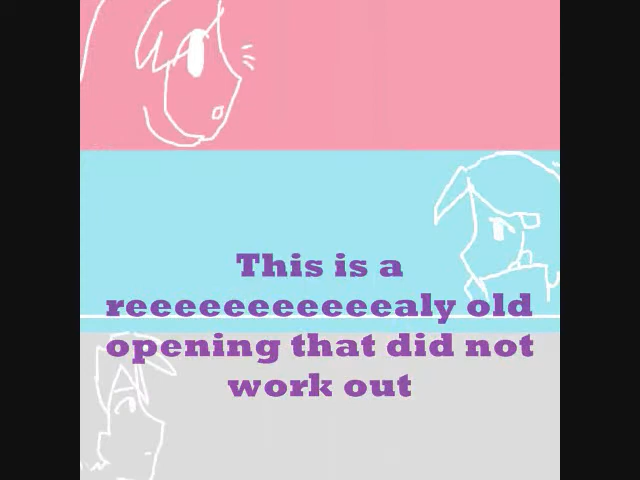 This is a
reeeeeeeeeeeealy old
opening that did not
work out